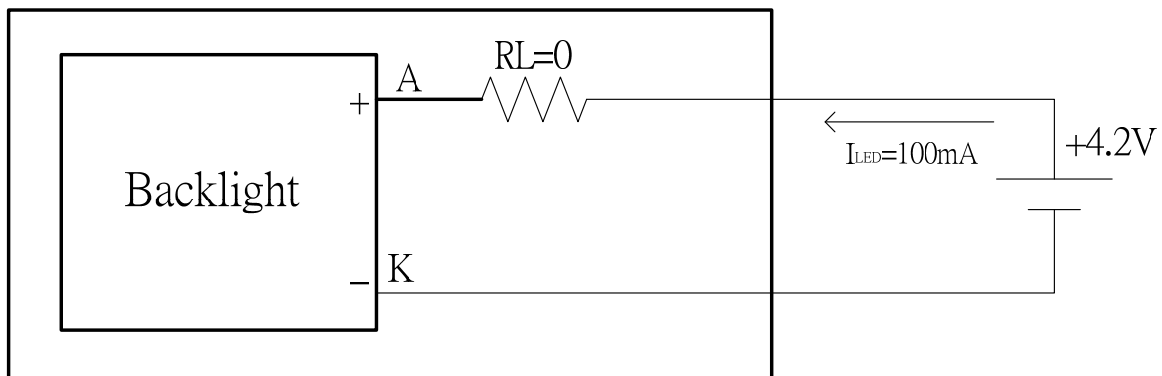 RL=0
A
+
ILED=100mA
+4.2V
Backlight
K
−